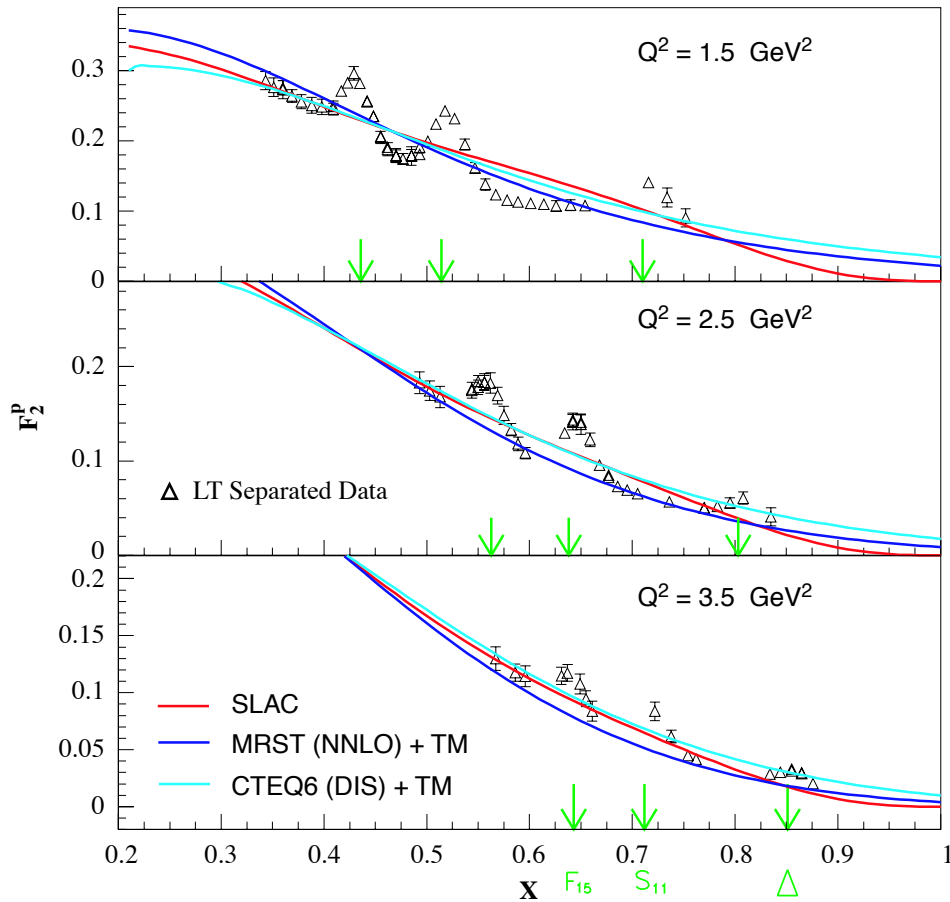 Q² = 1.5 GeV²
0.3
0.2
0.1
0
Q² = 2.5 GeV²
0.2
0.1
0
△ LT Separated Data
F₂ᵖ
Q² = 3.5 GeV²
0.2
0.15
0.1
0.05
0
SLAC
MRST (NNLO) + TM
CTEQ6 (DIS) + TM
0.2 0.3 0.4 0.5 0.6 0.7 0.8 0.9 1
X
F₁₅ S₁₁ Δ